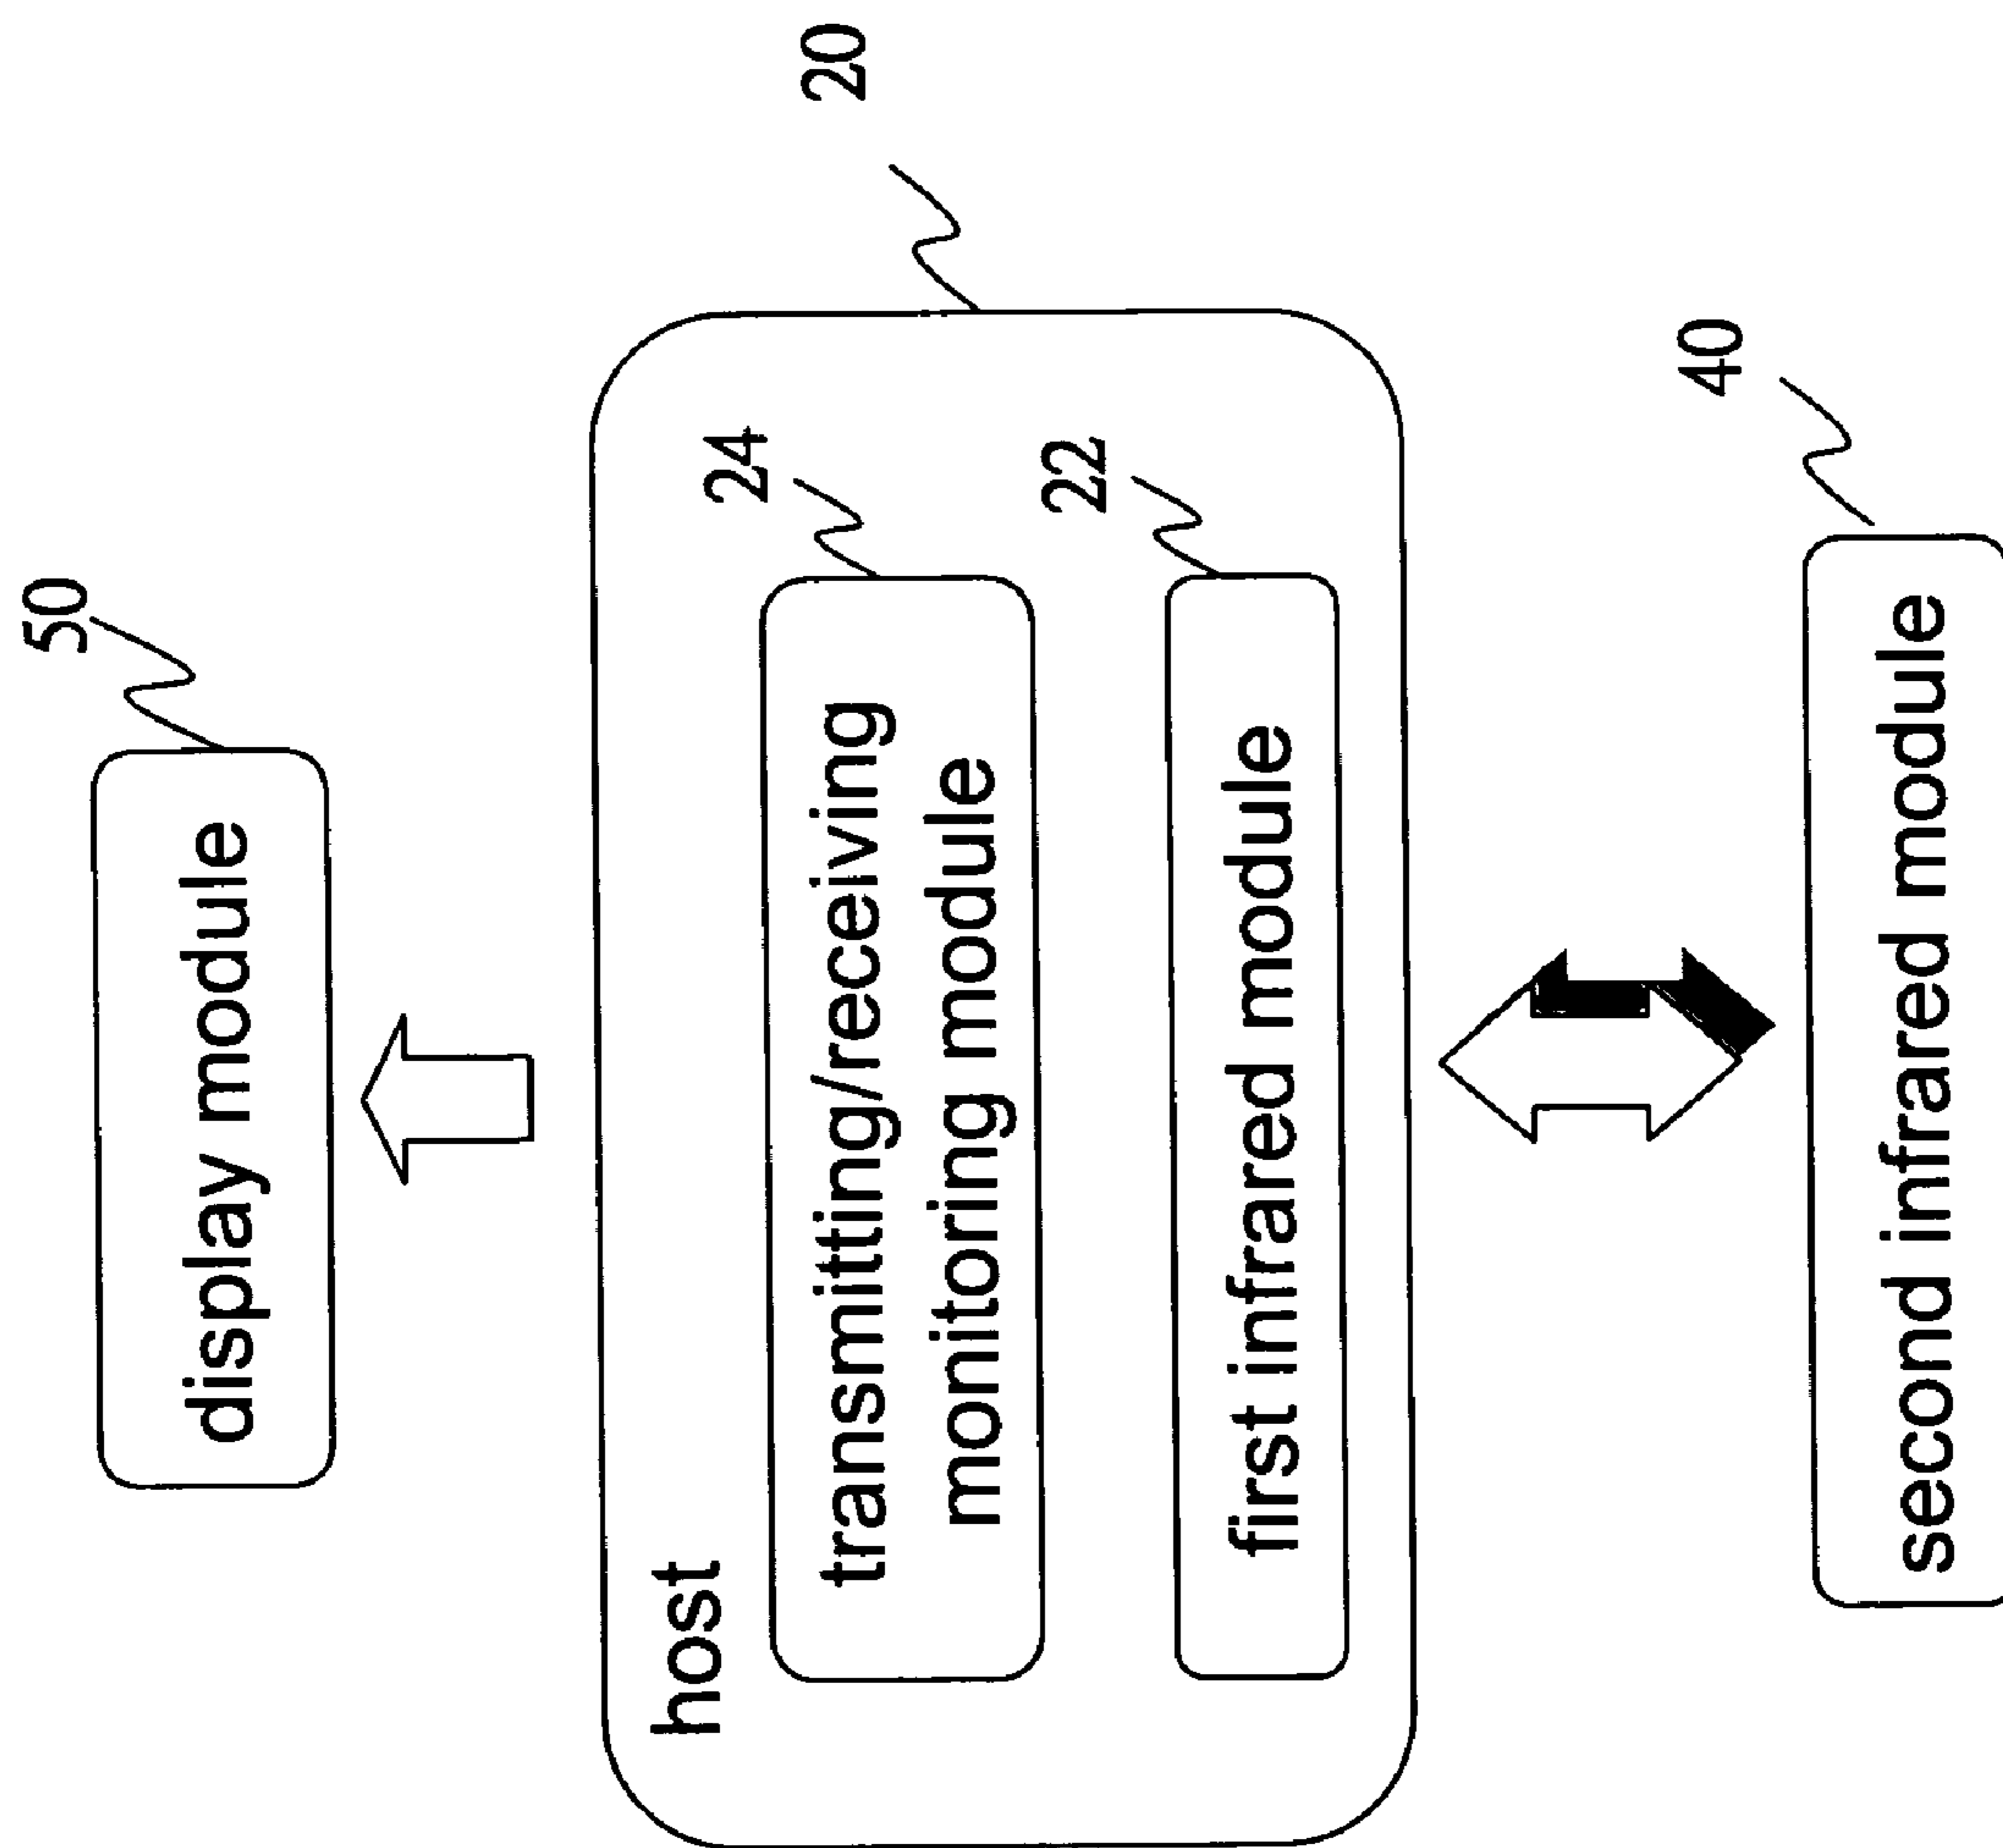 50
display module
20
host
24
transmitting/receiving
monitoring module
22
first infrared module
40
second infrared module